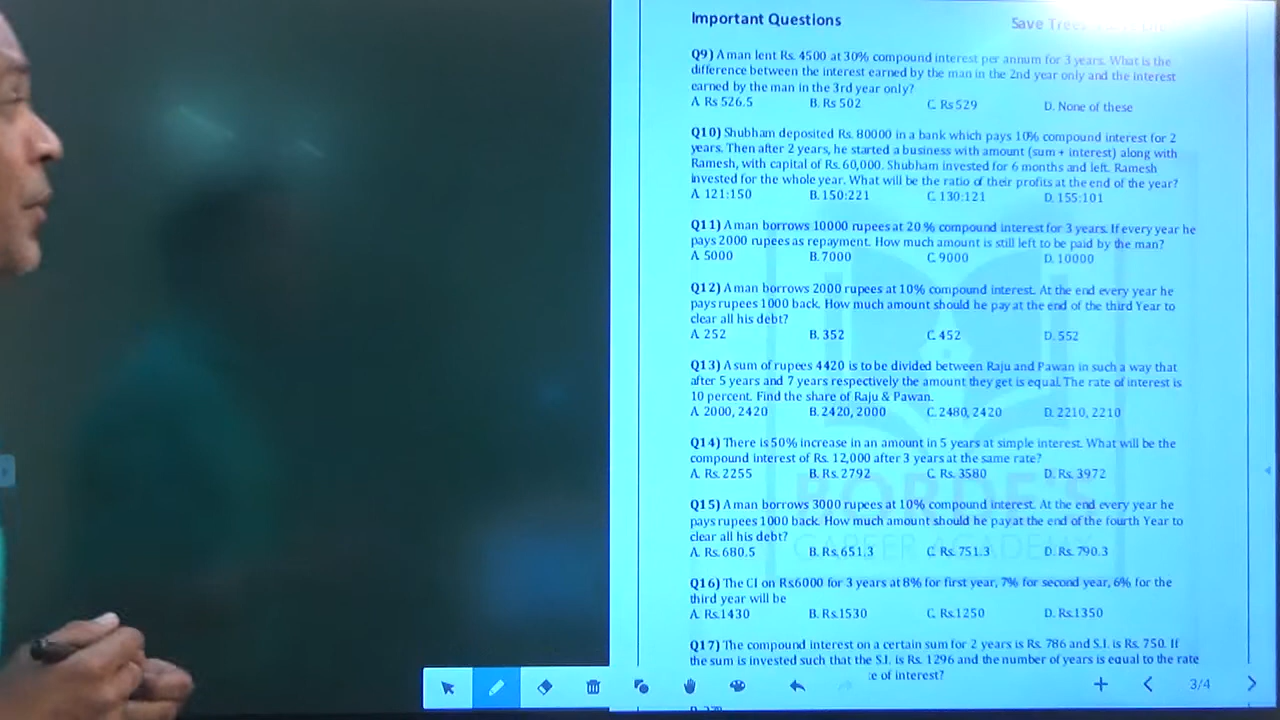 Important Questions
Save Tree
Q9) A man lent Rs. 4500 at 30% compound interest per annum for 3 years. What is the
difference between the interest earned by the man in the 2nd year only and the interest
earned by the man in the 3rd year only?
A. Rs 526.5 B. Rs 502 C. Rs 529 D. None of these
Q10) Shubham deposited Rs. 80000 in a bank which pays 10% compound interest for 2
years. Then after 2 years, he started a business with amount (sum + interest) along with
Ramesh, with capital of Rs. 60,000. Shubham invested for 6 months and left. Ramesh
invested for the whole year. What will be the ratio of their profits at the end of the year?
A. 121:150 B. 150:221 C. 130:121 D. 155:101
Q11) A man borrows 10000 rupees at 20 % compound interest for 3 years. If every year he
pays 2000 rupees as repayment. How much amount is still left to be paid by the man?
A. 5000 B. 7000 C. 9000 D. 10000
Q12) A man borrows 2000 rupees at 10% compound interest. At the end every year he
pays rupees 1000 back. How much amount should he pay at the end of the third Year to
clear all his debt?
A. 252 B. 352 C. 452 D. 552
Q13) A sum of rupees 4420 is to be divided between Raju and Pawan in such a way that
after 5 years and 7 years respectively the amount they get is equal. The rate of interest is
10 percent. Find the share of Raju & Pawan.
A. 2000, 2420 B. 2420, 2000 C. 2480, 2420 D. 2210, 2210
Q14) There is 50% increase in an amount in 5 years at simple interest. What will be the
compound interest of Rs. 12,000 after 3 years at the same rate?
A. Rs. 2255 B. Rs. 2792 C. Rs. 3580 D. Rs. 3972
Q15) A man borrows 3000 rupees at 10% compound interest. At the end every year he
pays rupees 1000 back. How much amount should he pay at the end of the fourth Year to
clear all his debt?
A. Rs. 680.5 B. Rs. 651.3 C. Rs. 751.3 D. Rs. 790.3
CAREER ACADEMY
Q16) The CI on Rs6000 for 3 years at 8% for first year, 7% for second year, 6% for the
third year will be
A. Rs.1430 B. Rs.1530 C. Rs.1250 D. Rs.1350
Q17) The compound interest on a certain sum for 2 years is Rs. 786 and S.I. is Rs. 750. If
the sum is invested such that the S.I. is Rs. 1296 and the number of years is equal to the rate
of interest?
3/4